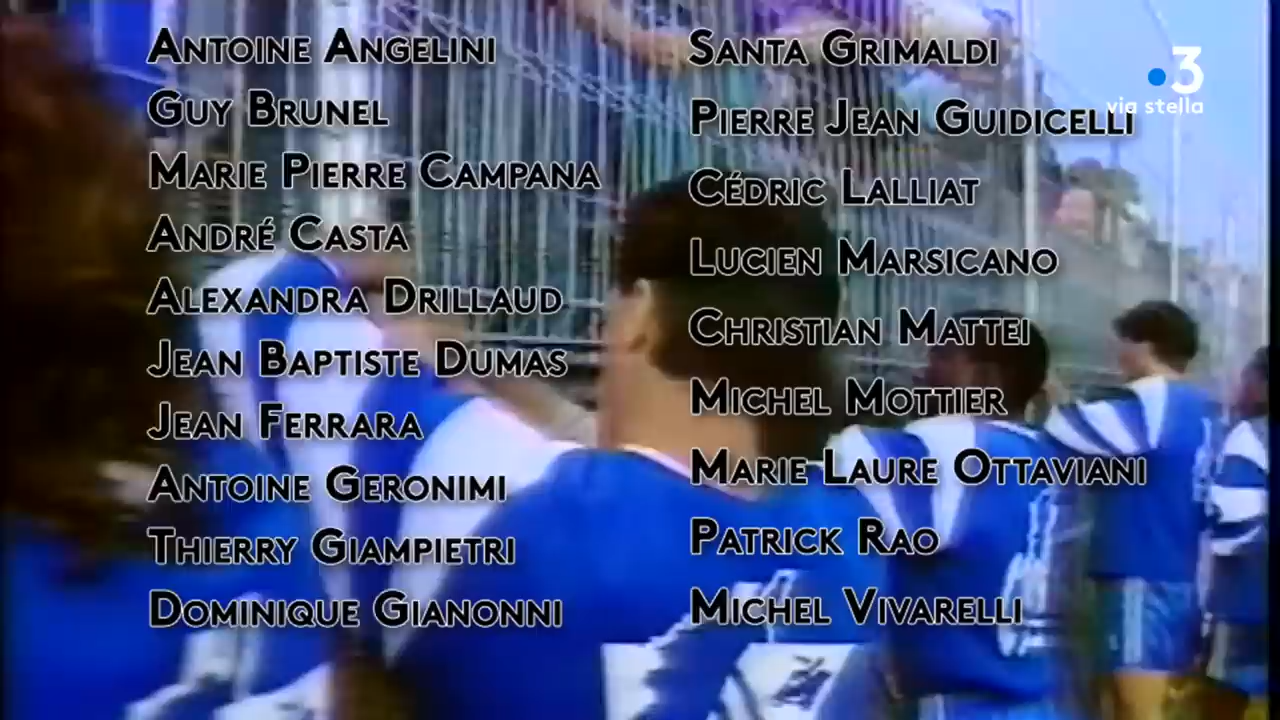 Antoine Angelini
Guy Brunel
Marie Pierre Campana
André Casta
Alexandra Drillaud
Jean Baptiste Dumas
Jean Ferrara
Antoine Geronimi
Thierry Giampietri
Dominique Gianonni
Santa Grimaldi
Pierre Jean Guidicelli
Cédric Lalliat
Lucien Marsicano
Christian Mattei
Michel Mottier
Marie Laure Ottaviani
Patrick Rao
Michel Vivarelli
3
via stella